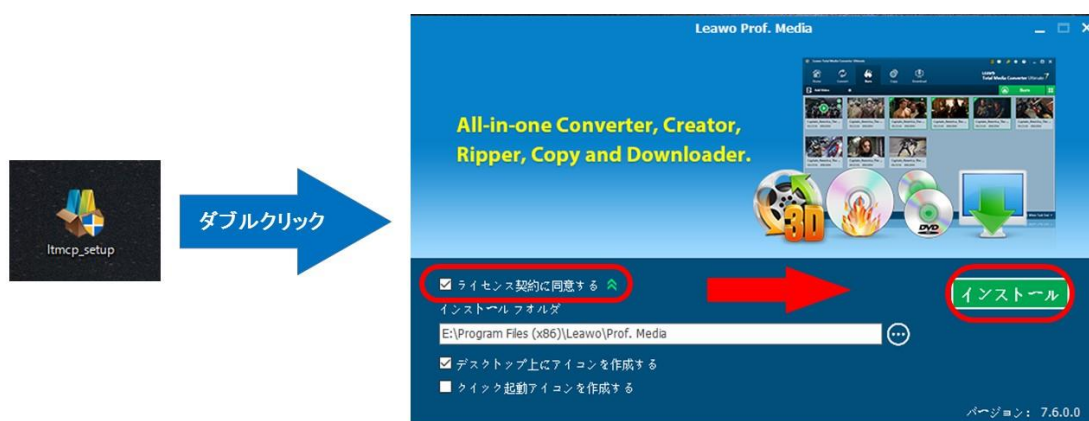 ltmcp_setup
ダブルクリック
Leawo Prof. Media
All-in-one Converter, Creator,
Ripper, Copy and Downloader.
3D
DVD
ライセンス契約に同意する
インストール
インストール フォルダ
E:\Program Files (x86)\Leawo\Prof. Media
デスクトップ上にアイコンを作成する
クイック起動アイコンを作成する
バージョン: 7.6.0.0